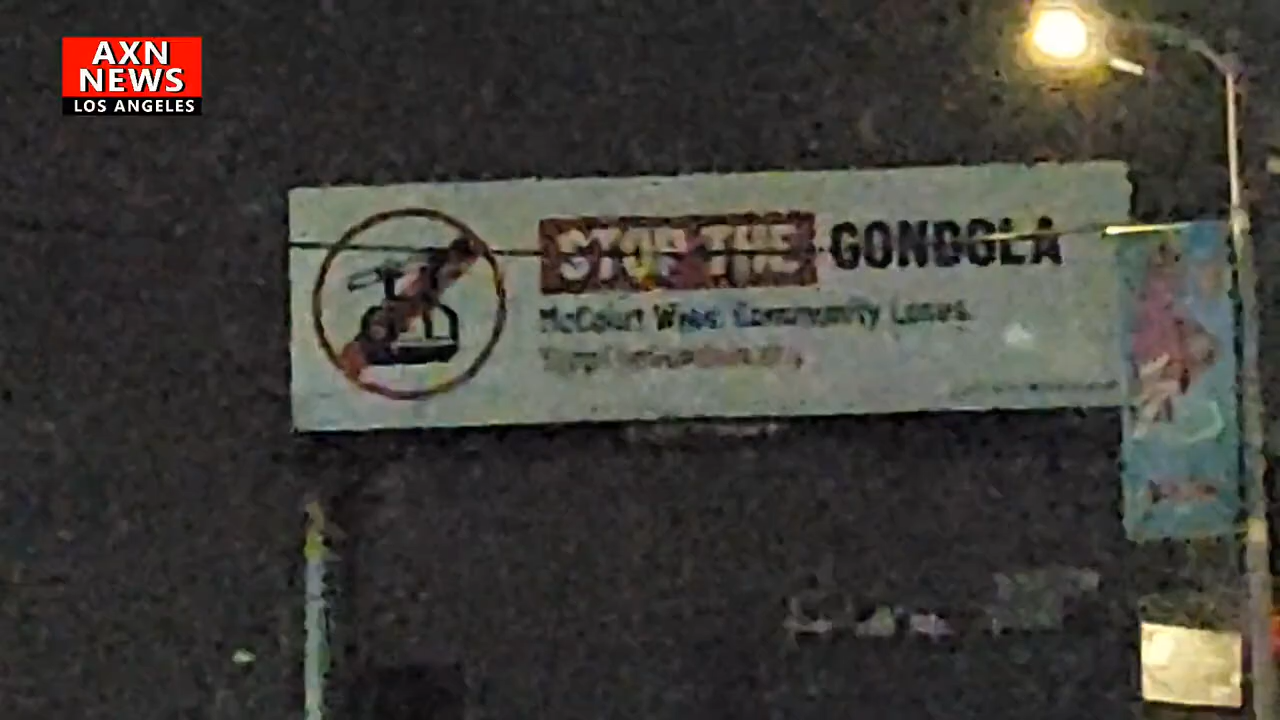 AXN
NEWS
LOS ANGELES
STOP THE GONDOLA
McCourt Wins. Community Loses.